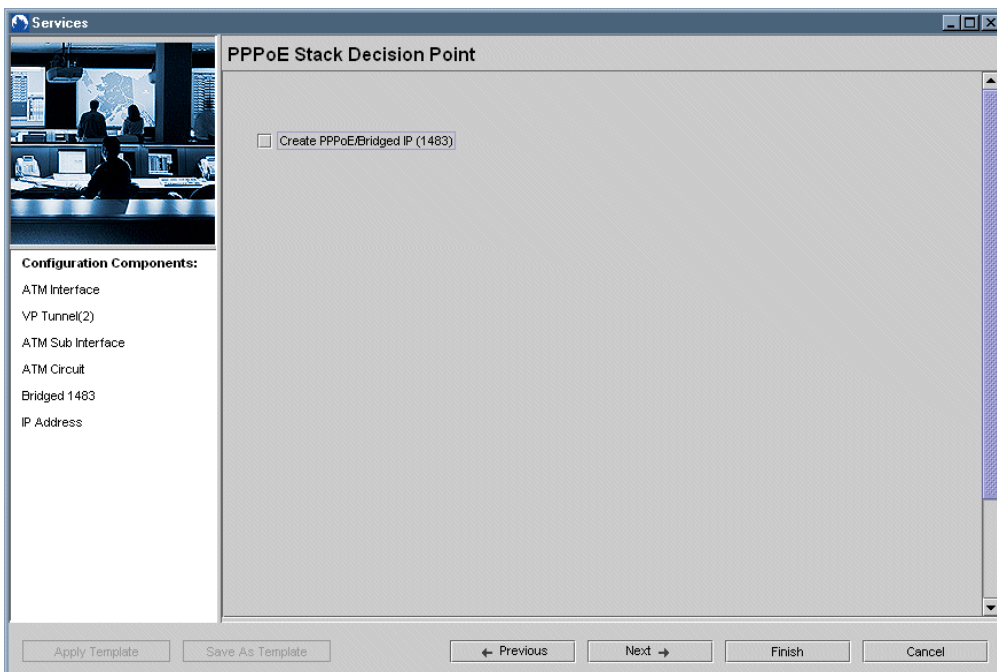 Services
PPPoE Stack Decision Point
Create PPPoE/Bridged IP (1483)
Configuration Components:
ATM Interface
VP Tunnel(2)
ATM Sub Interface
ATM Circuit
Bridged 1483
IP Address
Apply Template
Save As Template
Previous
Next
Finish
Cancel